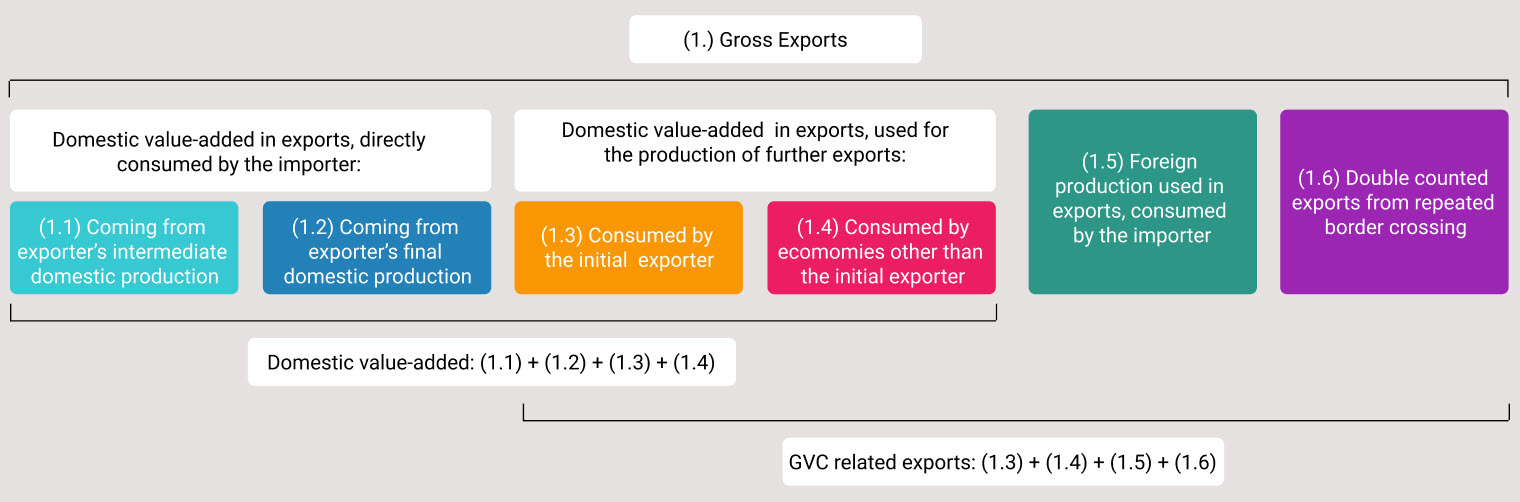 (1.) Gross Exports
Domestic value-added in exports, directly
consumed by the importer:
Domestic value-added in exports, used for
the production of further exports:
(1.1) Coming from
exporter’s intermediate
domestic production
(1.2) Coming from
exporter’s final
domestic production
(1.3) Consumed by
the initial exporter
(1.4) Consumed by
ecomomies other than
the initial exporter
(1.5) Foreign
production used in
exports, consumed
by the importer
(1.6) Double counted
exports from repeated
border crossing
Domestic value-added: (1.1) + (1.2) + (1.3) + (1.4)
GVC related exports: (1.3) + (1.4) + (1.5) + (1.6)